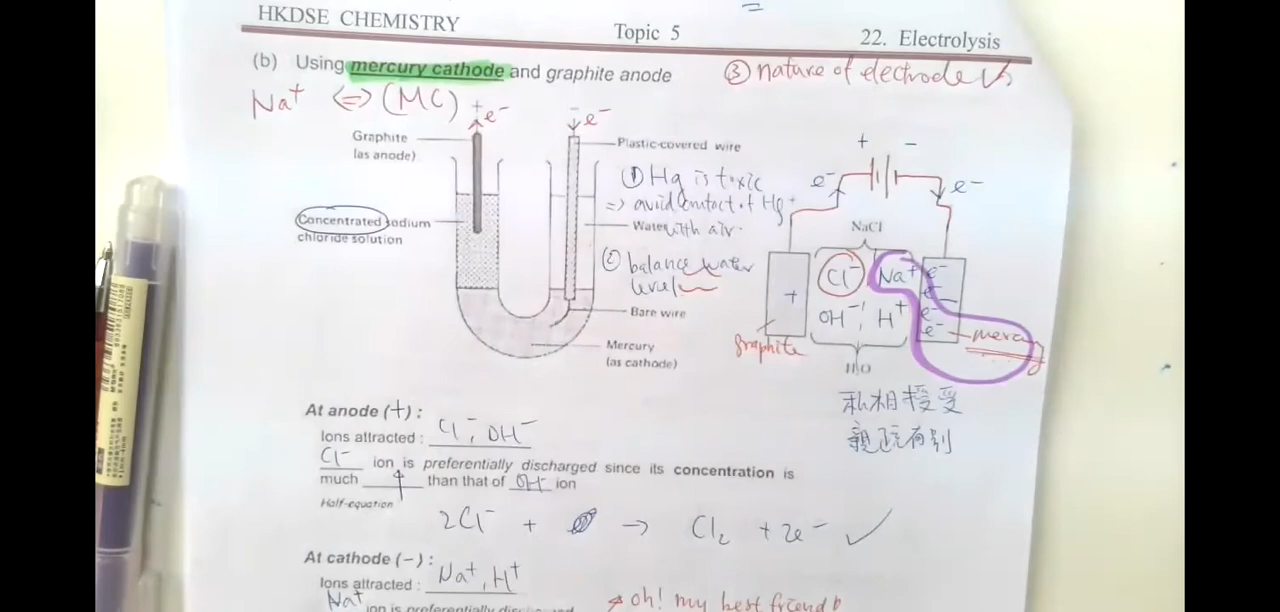 HKDSE CHEMISTRY Topic 5 22. Electrolysis
(b) Using mercury cathode and graphite anode
③ nature of electrodes
Na⁺ ⇔ (MC)
+ e⁻
- e⁻
Graphite
(as anode)
Plastic-covered wire
① Hg is toxic
⇒ avoid contact of Hg
with air.
Concentrated sodium
chloride solution
Water
② balance water
level
Bare wire
Mercury
(as cathode)
+ -
e⁻ e⁻
NaCl
Cl⁻ Na⁺ e⁻
e⁻
+ OH⁻, H⁺ e⁻
e⁻
graphite
mercury
H₂O
私相授受
親疏有別
At anode (+) :
Ions attracted : Cl⁻, OH⁻
Cl⁻ ion is preferentially discharged since its concentration is
much ↑ than that of OH⁻ ion
Half-equation
2Cl⁻ + → Cl₂ + 2e⁻ ✓
At cathode (-) :
Ions attracted : Na⁺, H⁺
Na⁺ ion is preferentially
oh! my best friend